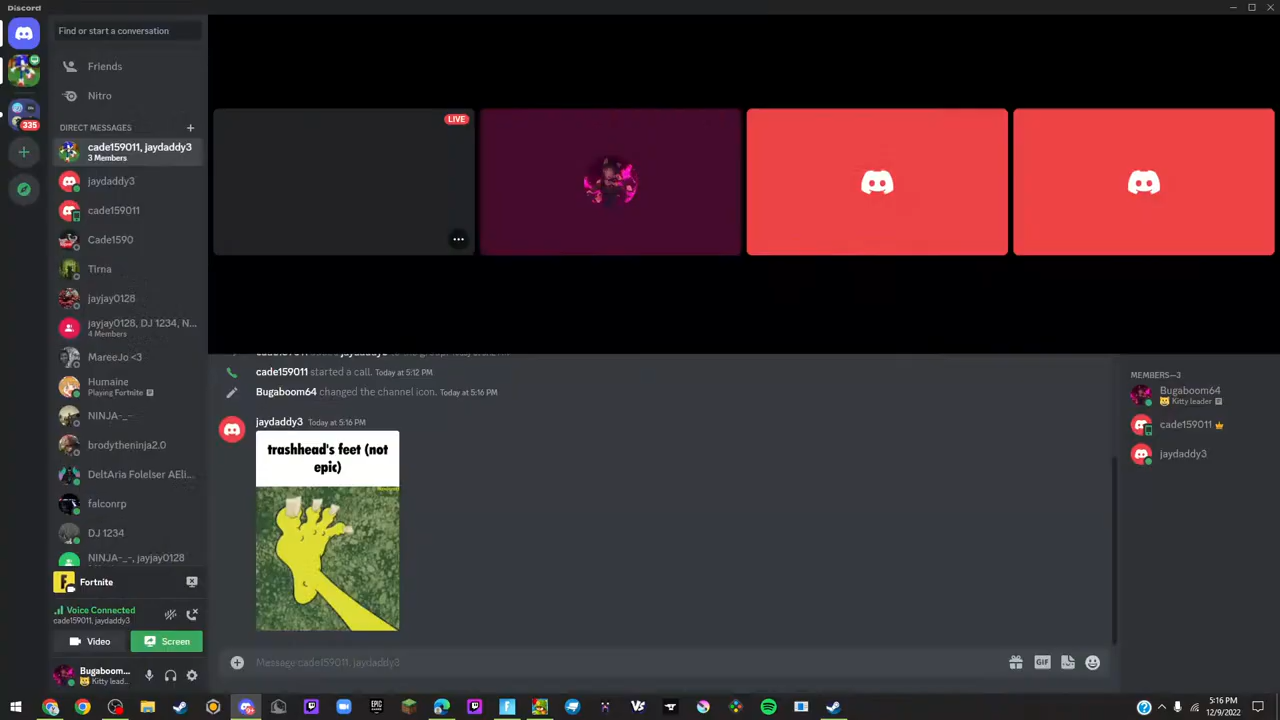 Discord
Find or start a conversation
Friends
Nitro
335
DIRECT MESSAGES
cade159011, jaydaddy3
3 Members
jaydaddy3
cade159011
Cade1590
Tirna
jayjay0128
jayjay0128, DJ 1234, N...
4 Members
MareeJo <3
Humaine
Playing Fortnite
NINJA-_-
brodytheninja2.0
DeltAria Folelser AEli...
falconrp
DJ 1234
NINJA-_-, jayjay0128
Fortnite
Voice Connected
cade159011, jaydaddy3
Video
Screen
Bugaboom...
Kitty lead...
LIVE
cade159011 started a call. Today at 5:12 PM
Bugaboom64 changed the channel icon. Today at 5:16 PM
jaydaddy3 Today at 5:16 PM
trashhead's feet (not
epic)
Message cade159011, jaydaddy3
GIF
MEMBERS—3
Bugaboom64
Kitty leader
cade159011
jaydaddy3
EPIC
5:16 PM
12/9/2022